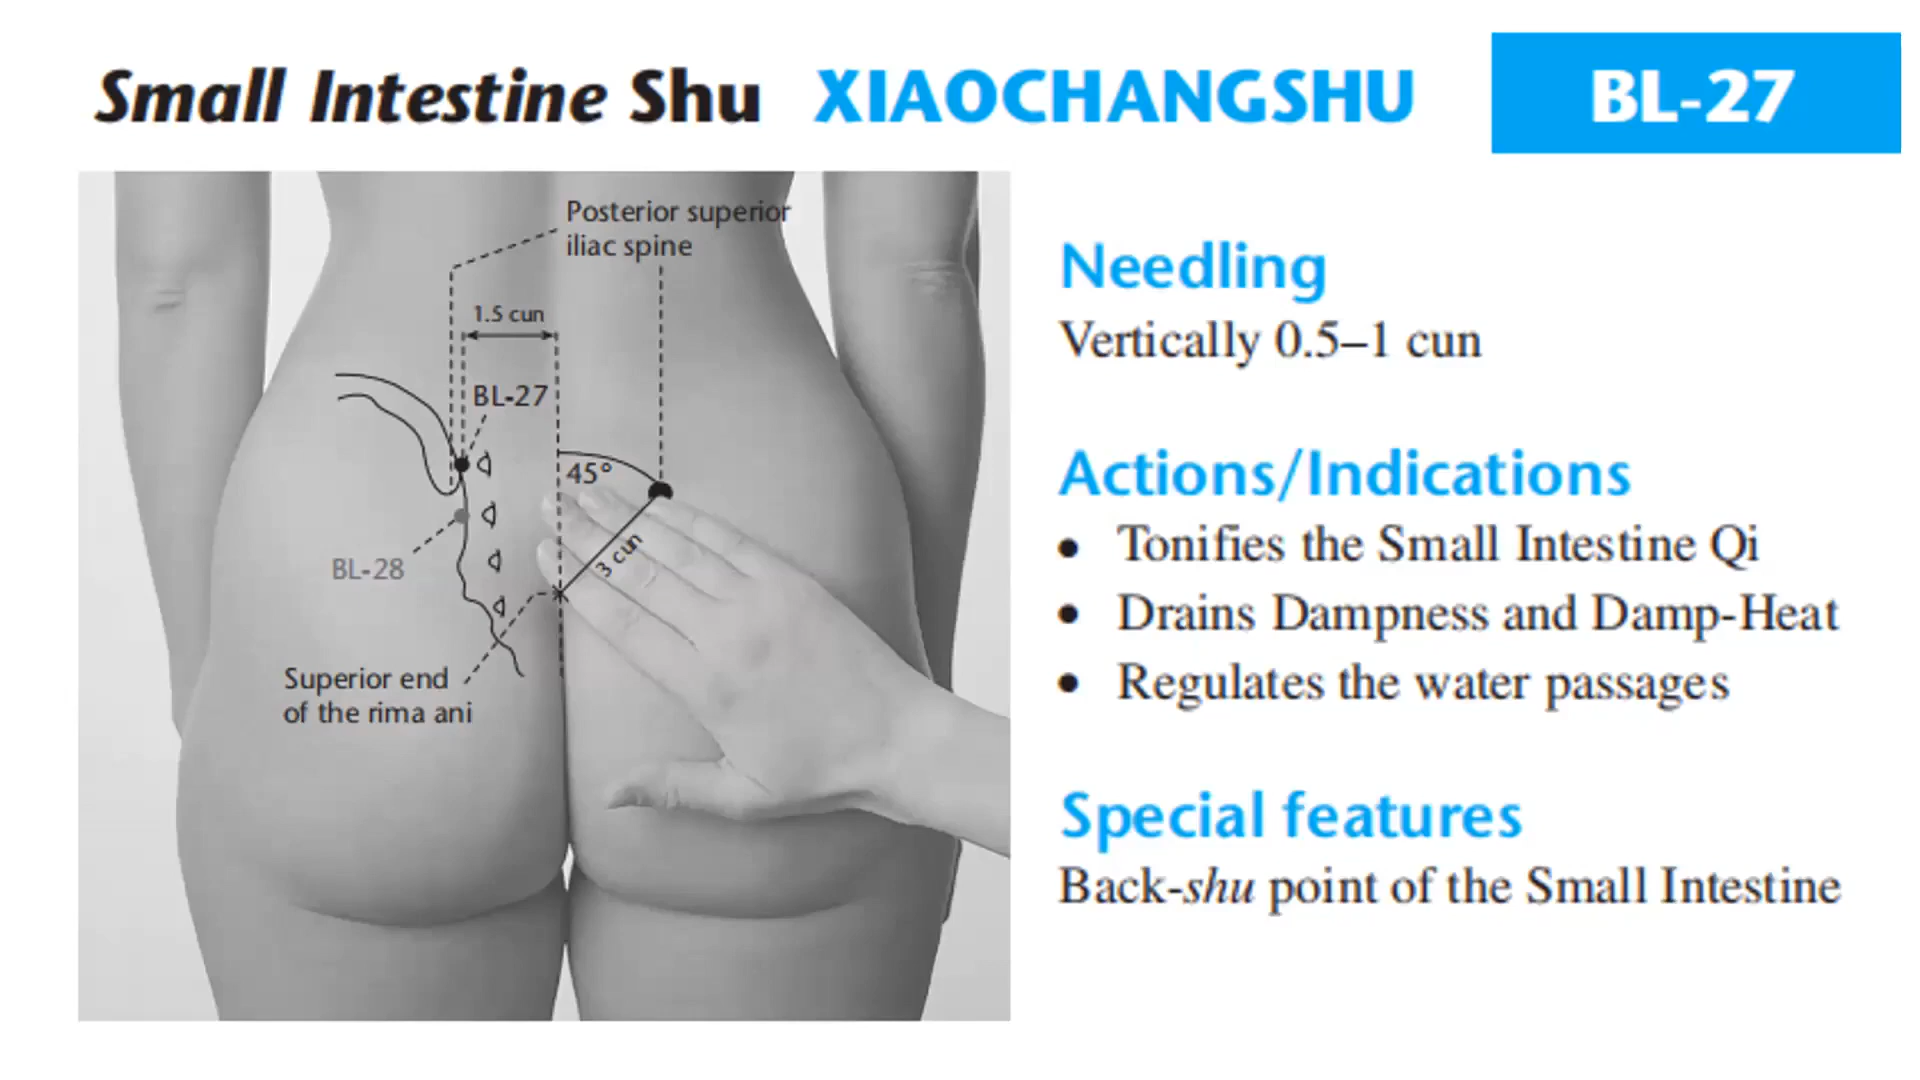 Small Intestine Shu XIAOCHANGSHU BL-27
Posterior superior
iliac spine
1.5 cun
BL-27
45°
3 cun
BL-28
Superior end
of the rima ani
Needling
Vertically 0.5–1 cun
Actions/Indications
• Tonifies the Small Intestine Qi
• Drains Dampness and Damp-Heat
• Regulates the water passages
Special features
Back-shu point of the Small Intestine